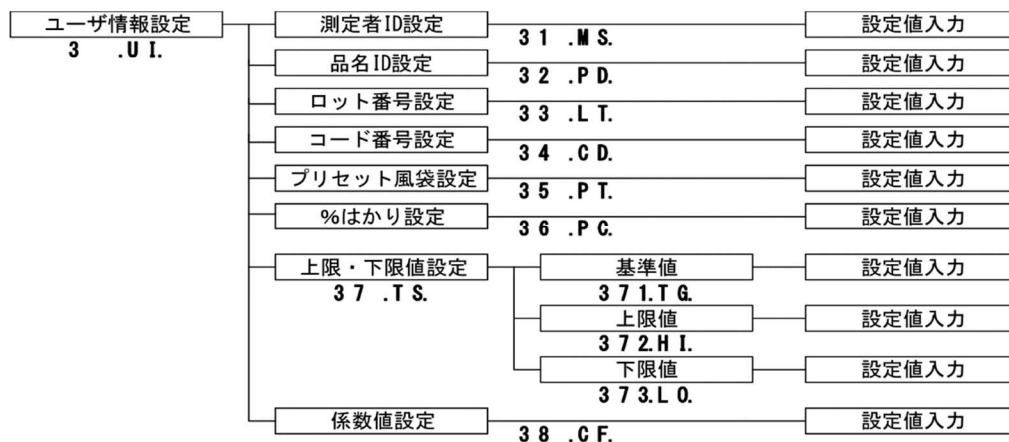 ユーザ情報設定 測定者ID設定 設定値入力
3 .U I. 3 1 .M S.
品名ID設定 設定値入力
3 2 .P D.
ロット番号設定 設定値入力
3 3 .L T.
コード番号設定 設定値入力
3 4 .C D.
プリセット風袋設定 設定値入力
3 5 .P T.
%はかり設定 設定値入力
3 6 .P C.
上限・下限値設定 基準値 設定値入力
3 7 .T S. 3 7 1.T G.
上限値 設定値入力
3 7 2.H I.
下限値 設定値入力
3 7 3.L O.
係数値設定 設定値入力
3 8 .C F.